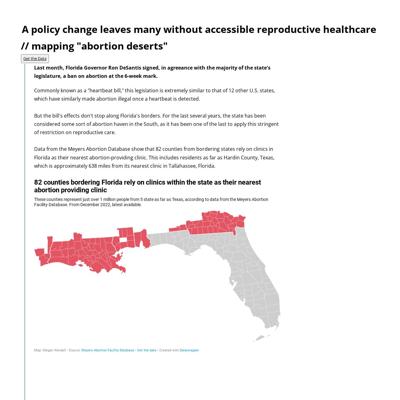 A policy change leaves many without accessible reproductive healthcare
// mapping "abortion deserts"
Get the Data
Last month, Florida Governor Ron DeSantis signed, in agreeance with the majority of the state's
legislature, a ban on abortion at the 6-week mark.
Commonly known as a "heartbeat bill," this legislation is extremely similar to that of 12 other U.S. states,
which have similarly made abortion illegal once a heartbeat is detected.
But the bill's effects don't stop along Florida's borders. For the last several years, the state has been
considered some sort of abortion haven in the South, as it has been one of the last to apply this stringent
of restriction on reproductive care.
Data from the Meyers Abortion Database show that 82 counties from bordering states rely on clinics in
Florida as their nearest abortion-providing clinic. This includes residents as far as Hardin County, Texas,
which is approximately 638 miles from its nearest clinic in Tallahassee, Florida.
82 counties bordering Florida rely on clinics within the state as their nearest
abortion providing clinic
These counties represent just over 1 million people from 5 state as far as Texas, according to data from the Meyers Abortion
Facility Database. From December 2022, latest available.
Map: Megan Kendall · Source: Meyers Abortion Facility Database · Get the data · Created with Datawrapper